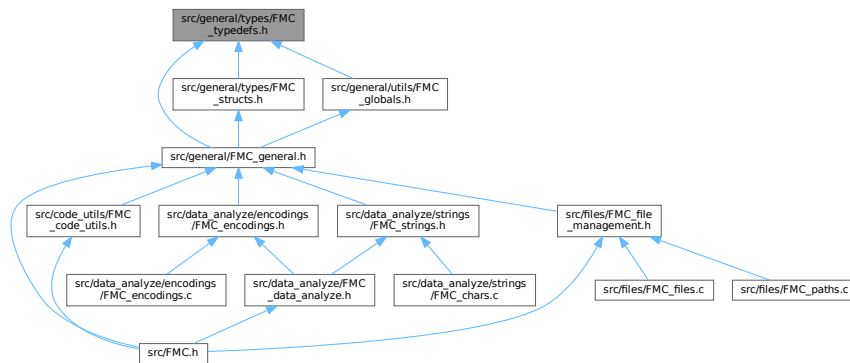 src/general/types/FMC
_typedefs.h
src/general/types/FMC
_structs.h
src/general/utils/FMC
_globals.h
src/general/FMC_general.h
src/code_utils/FMC
_code_utils.h
src/data_analyze/encodings
/FMC_encodings.h
src/data_analyze/strings
/FMC_strings.h
src/files/FMC_file
_management.h
src/data_analyze/encodings
/FMC_encodings.c
src/data_analyze/FMC
_data_analyze.h
src/data_analyze/strings
/FMC_chars.c
src/files/FMC_files.c
src/files/FMC_paths.c
src/FMC.h